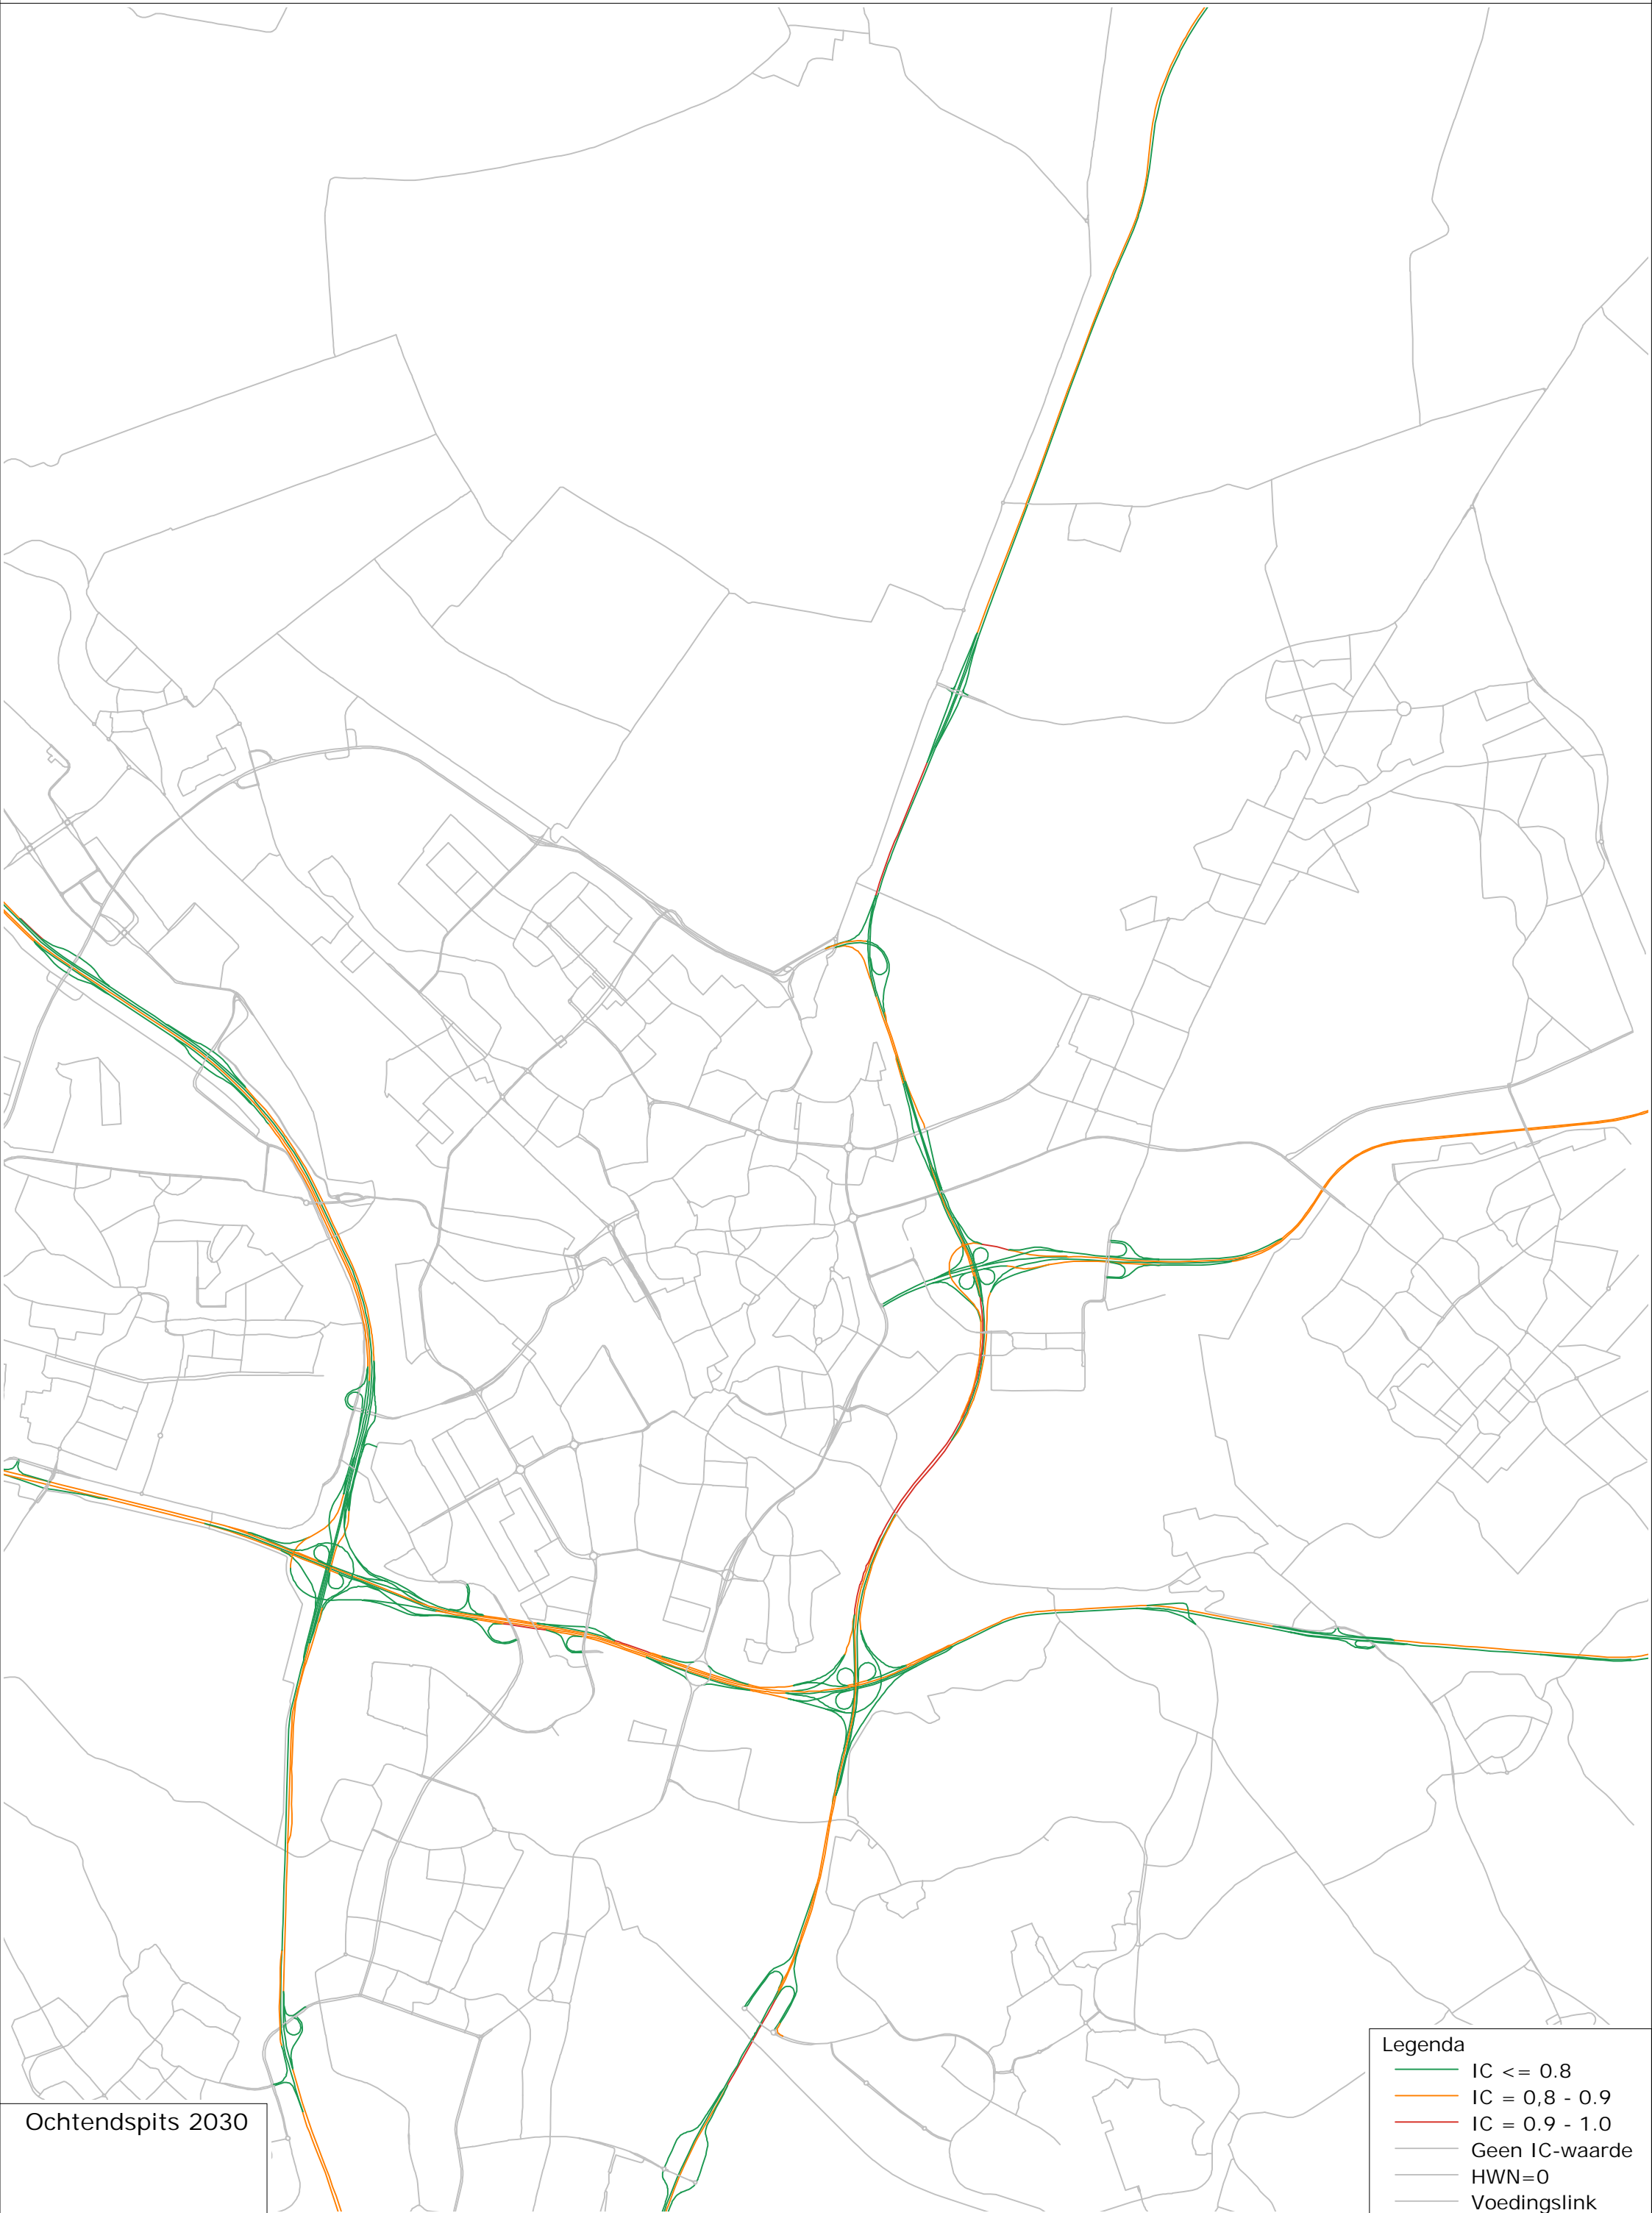 Legenda
IC <= 0.8
IC = 0,8 - 0.9
IC = 0.9 - 1.0
Geen IC-waarde
HWN=0
Voedingslink
Ochtendspits 2030